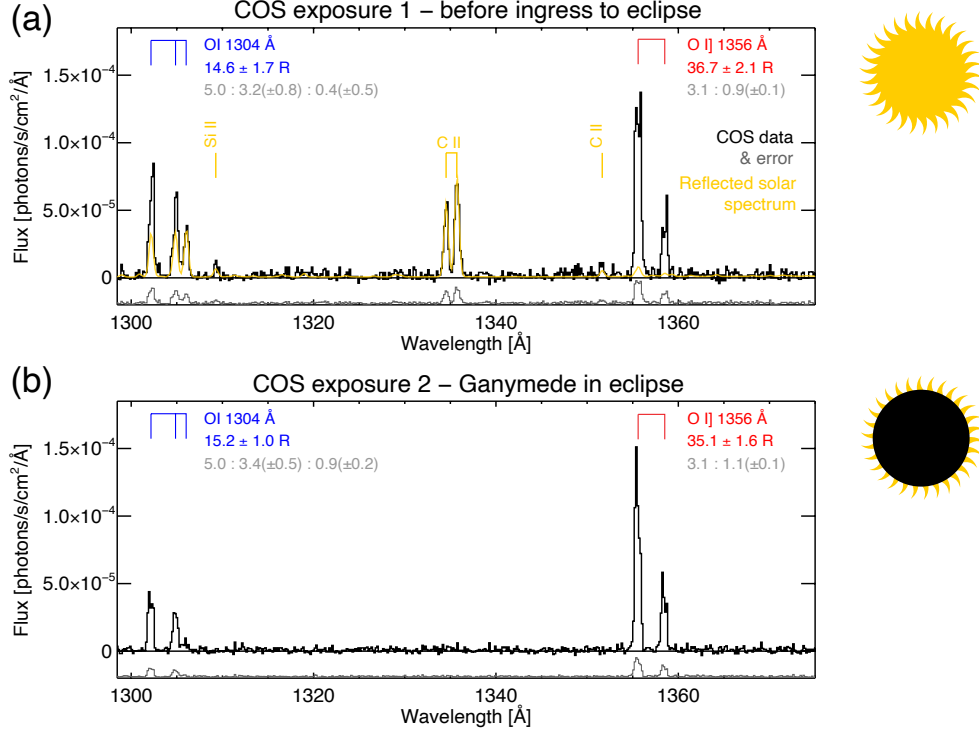 (a)
COS exposure 1 – before ingress to eclipse
OI 1304 Å
14.6 ± 1.7 R
5.0 : 3.2(±0.8) : 0.4(±0.5)
O I] 1356 Å
36.7 ± 2.1 R
3.1 : 0.9(±0.1)
Si II
C II
C II
COS data
& error
Reflected solar
spectrum
Flux [photons/s/cm²/Å]
1.5×10⁻⁴
1.0×10⁻⁴
5.0×10⁻⁵
0
1300 1320 1340 1360
Wavelength [Å]
(b)
COS exposure 2 – Ganymede in eclipse
OI 1304 Å
15.2 ± 1.0 R
5.0 : 3.4(±0.5) : 0.9(±0.2)
O I] 1356 Å
35.1 ± 1.6 R
3.1 : 1.1(±0.1)
Flux [photons/s/cm²/Å]
1.5×10⁻⁴
1.0×10⁻⁴
5.0×10⁻⁵
0
1300 1320 1340 1360
Wavelength [Å]